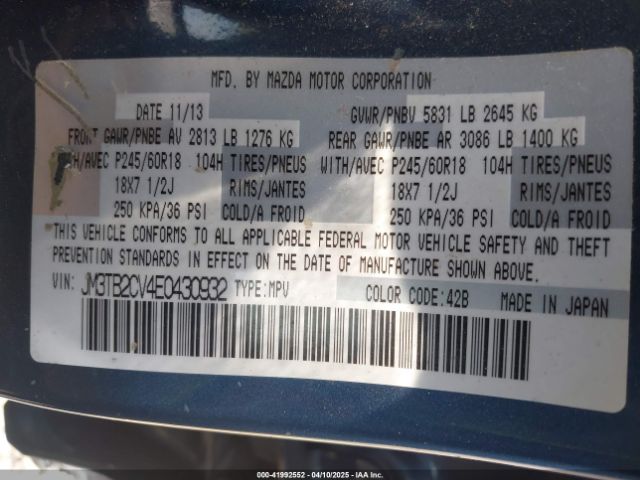 MFD. BY MAZDA MOTOR CORPORATION
DATE 11/13 GVWR/PNBV 5831 LB 2645 KG
FRONT GAWR/PNBE AV 2813 LB 1276 KG REAR GAWR/PNBE AR 3086 LB 1400 KG
WITH/AVEC P245/60R18 104H TIRES/PNEUS WITH/AVEC P245/60R18 104H TIRES/PNEUS
18X7 1/2J RIMS/JANTES 18X7 1/2J RIMS/JANTES
250 KPA/36 PSI COLD/A FROID 250 KPA/36 PSI COLD/A FROID
THIS VEHICLE CONFORMS TO ALL APPLICABLE FEDERAL MOTOR VEHICLE SAFETY AND THEFT
PREVENTION STANDARDS IN EFFECT ON THE DATE OF MANUFACTURE SHOWN ABOVE.
VIN: JM3TB2CV4E0430932 TYPE:MPV COLOR CODE:42B MADE IN JAPAN
000-41992552 - 04/10/2025 - IAA Inc.